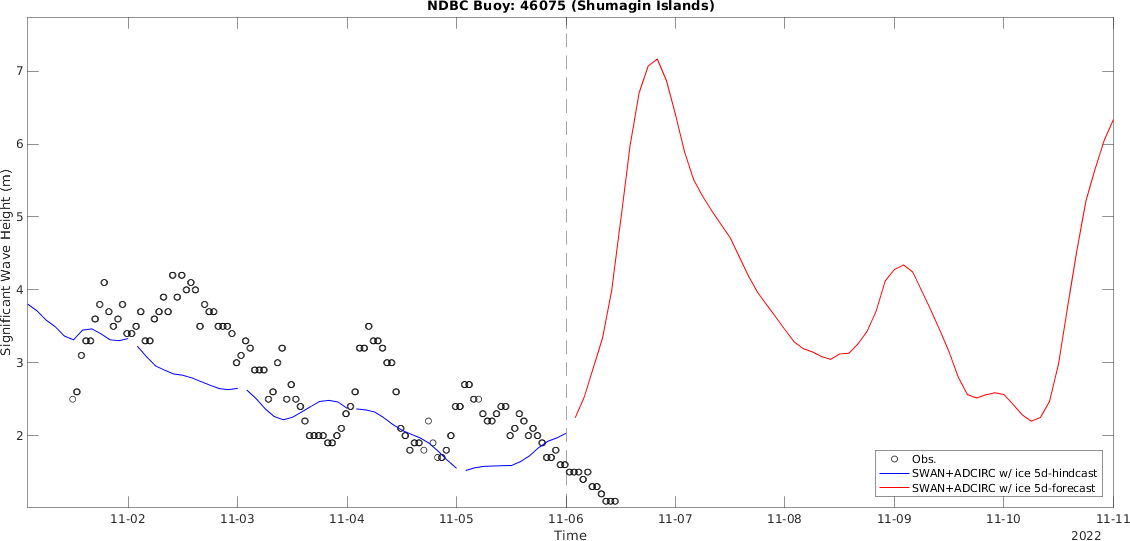 NDBC Buoy: 46075 (Shumagin Islands)
Significant Wave Height (m)
7
6
5
4
3
2
Obs.
SWAN+ADCIRC w/ ice 5d-hindcast
SWAN+ADCIRC w/ ice 5d-forecast
11-02 11-03 11-04 11-05 11-06 11-07 11-08 11-09 11-10 11-11
Time
2022